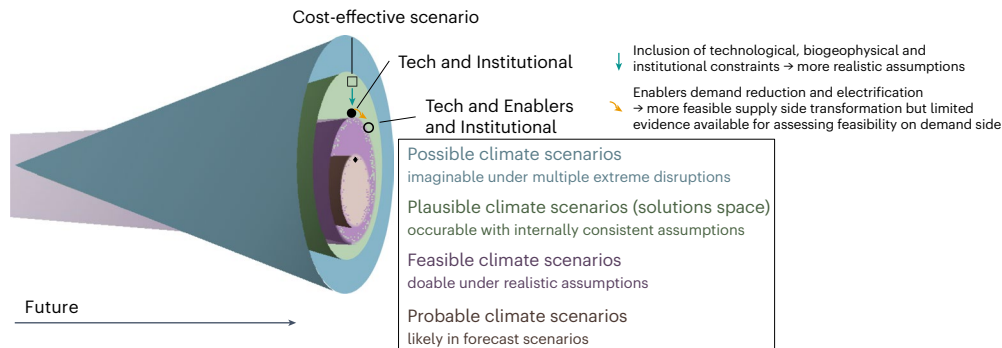 Cost-effective scenario
Tech and Institutional
Tech and Enablers
and Institutional
Inclusion of technological, biogeophysical and
institutional constraints → more realistic assumptions
Enablers demand reduction and electrification
→ more feasible supply side transformation but limited
evidence available for assessing feasibility on demand side
Possible climate scenarios
imaginable under multiple extreme disruptions
Plausible climate scenarios (solutions space)
occurable with internally consistent assumptions
Feasible climate scenarios
doable under realistic assumptions
Probable climate scenarios
likely in forecast scenarios
Future